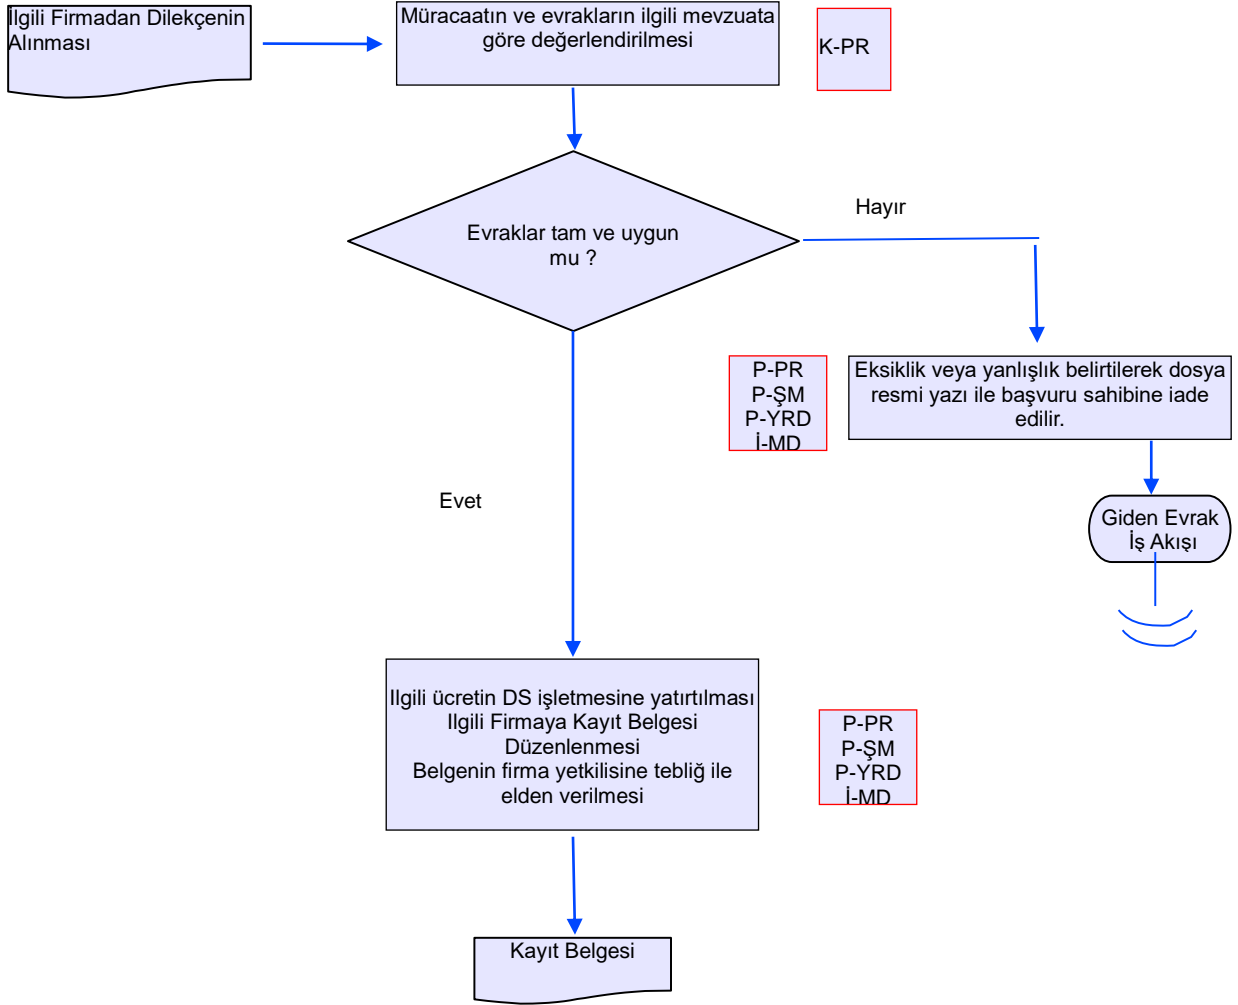 İlgili Firmadan Dilekçenin
Alınması
Müracaatın ve evrakların ilgili mevzuata
göre değerlendirilmesi
K-PR
Evraklar tam ve uygun
mu ?
Hayır
P-PR
P-ŞM
P-YRD
İ-MD
Eksiklik veya yanlışlık belirtilerek dosya
resmi yazı ile başvuru sahibine iade
edilir.
Evet
Giden Evrak
İş Akışı
Ilgili ücretin DS işletmesine yatırtılması
Ilgili Firmaya Kayıt Belgesi
Düzenlenmesi
Belgenin firma yetkilisine tebliğ ile
elden verilmesi
P-PR
P-ŞM
P-YRD
İ-MD
Kayıt Belgesi